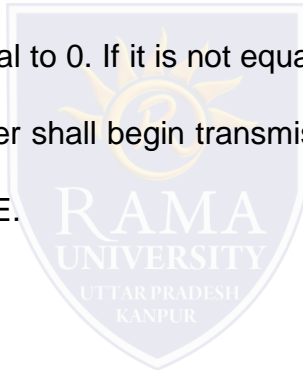 al to 0. If it is not equa
er shall begin transmis
E.
RAMA
UNIVERSITY
UTTAR PRADESH
KANPUR